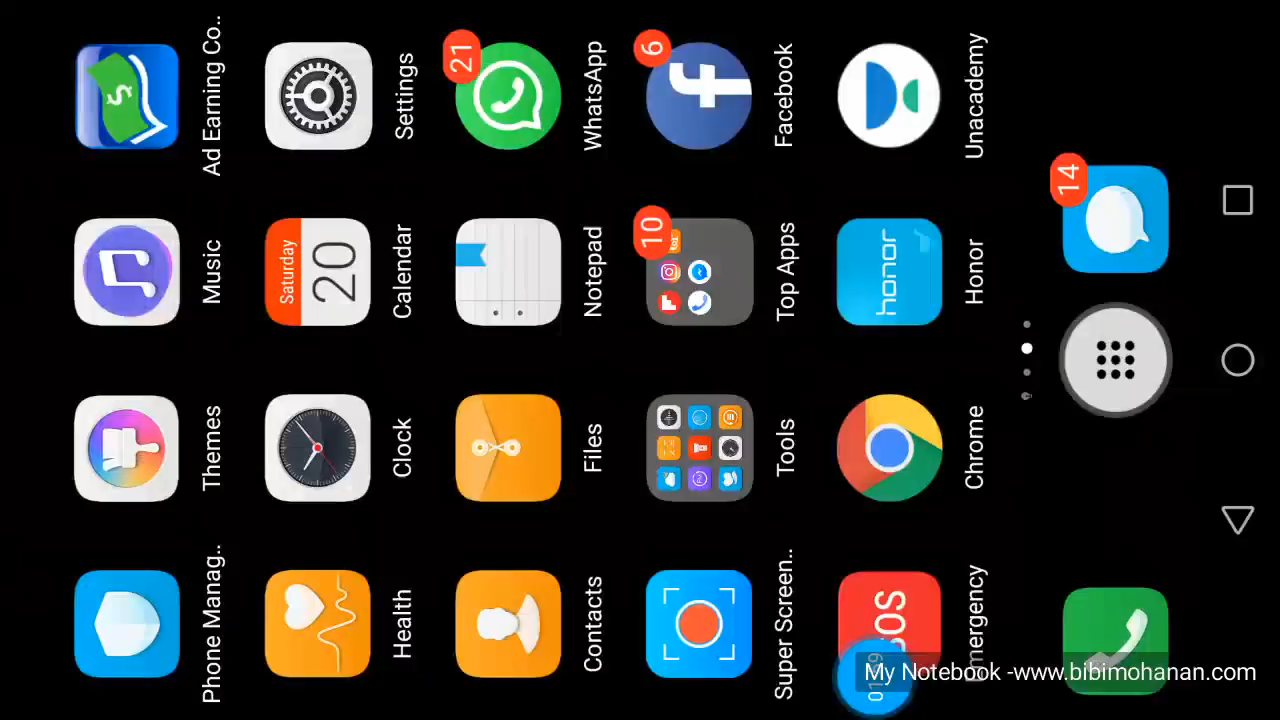 Phone Manag..
Themes
Music
Ad Earning Co..
Health
Clock
Saturday
20
Calendar
Settings
Contacts
Files
Notepad
21
WhatsApp
Super Screen..
Tools
10
Top Apps
6
Facebook
SOS
Emergency
Chrome
honor
Honor
Unacademy
14
My Notebook -www.bibimohanan.com